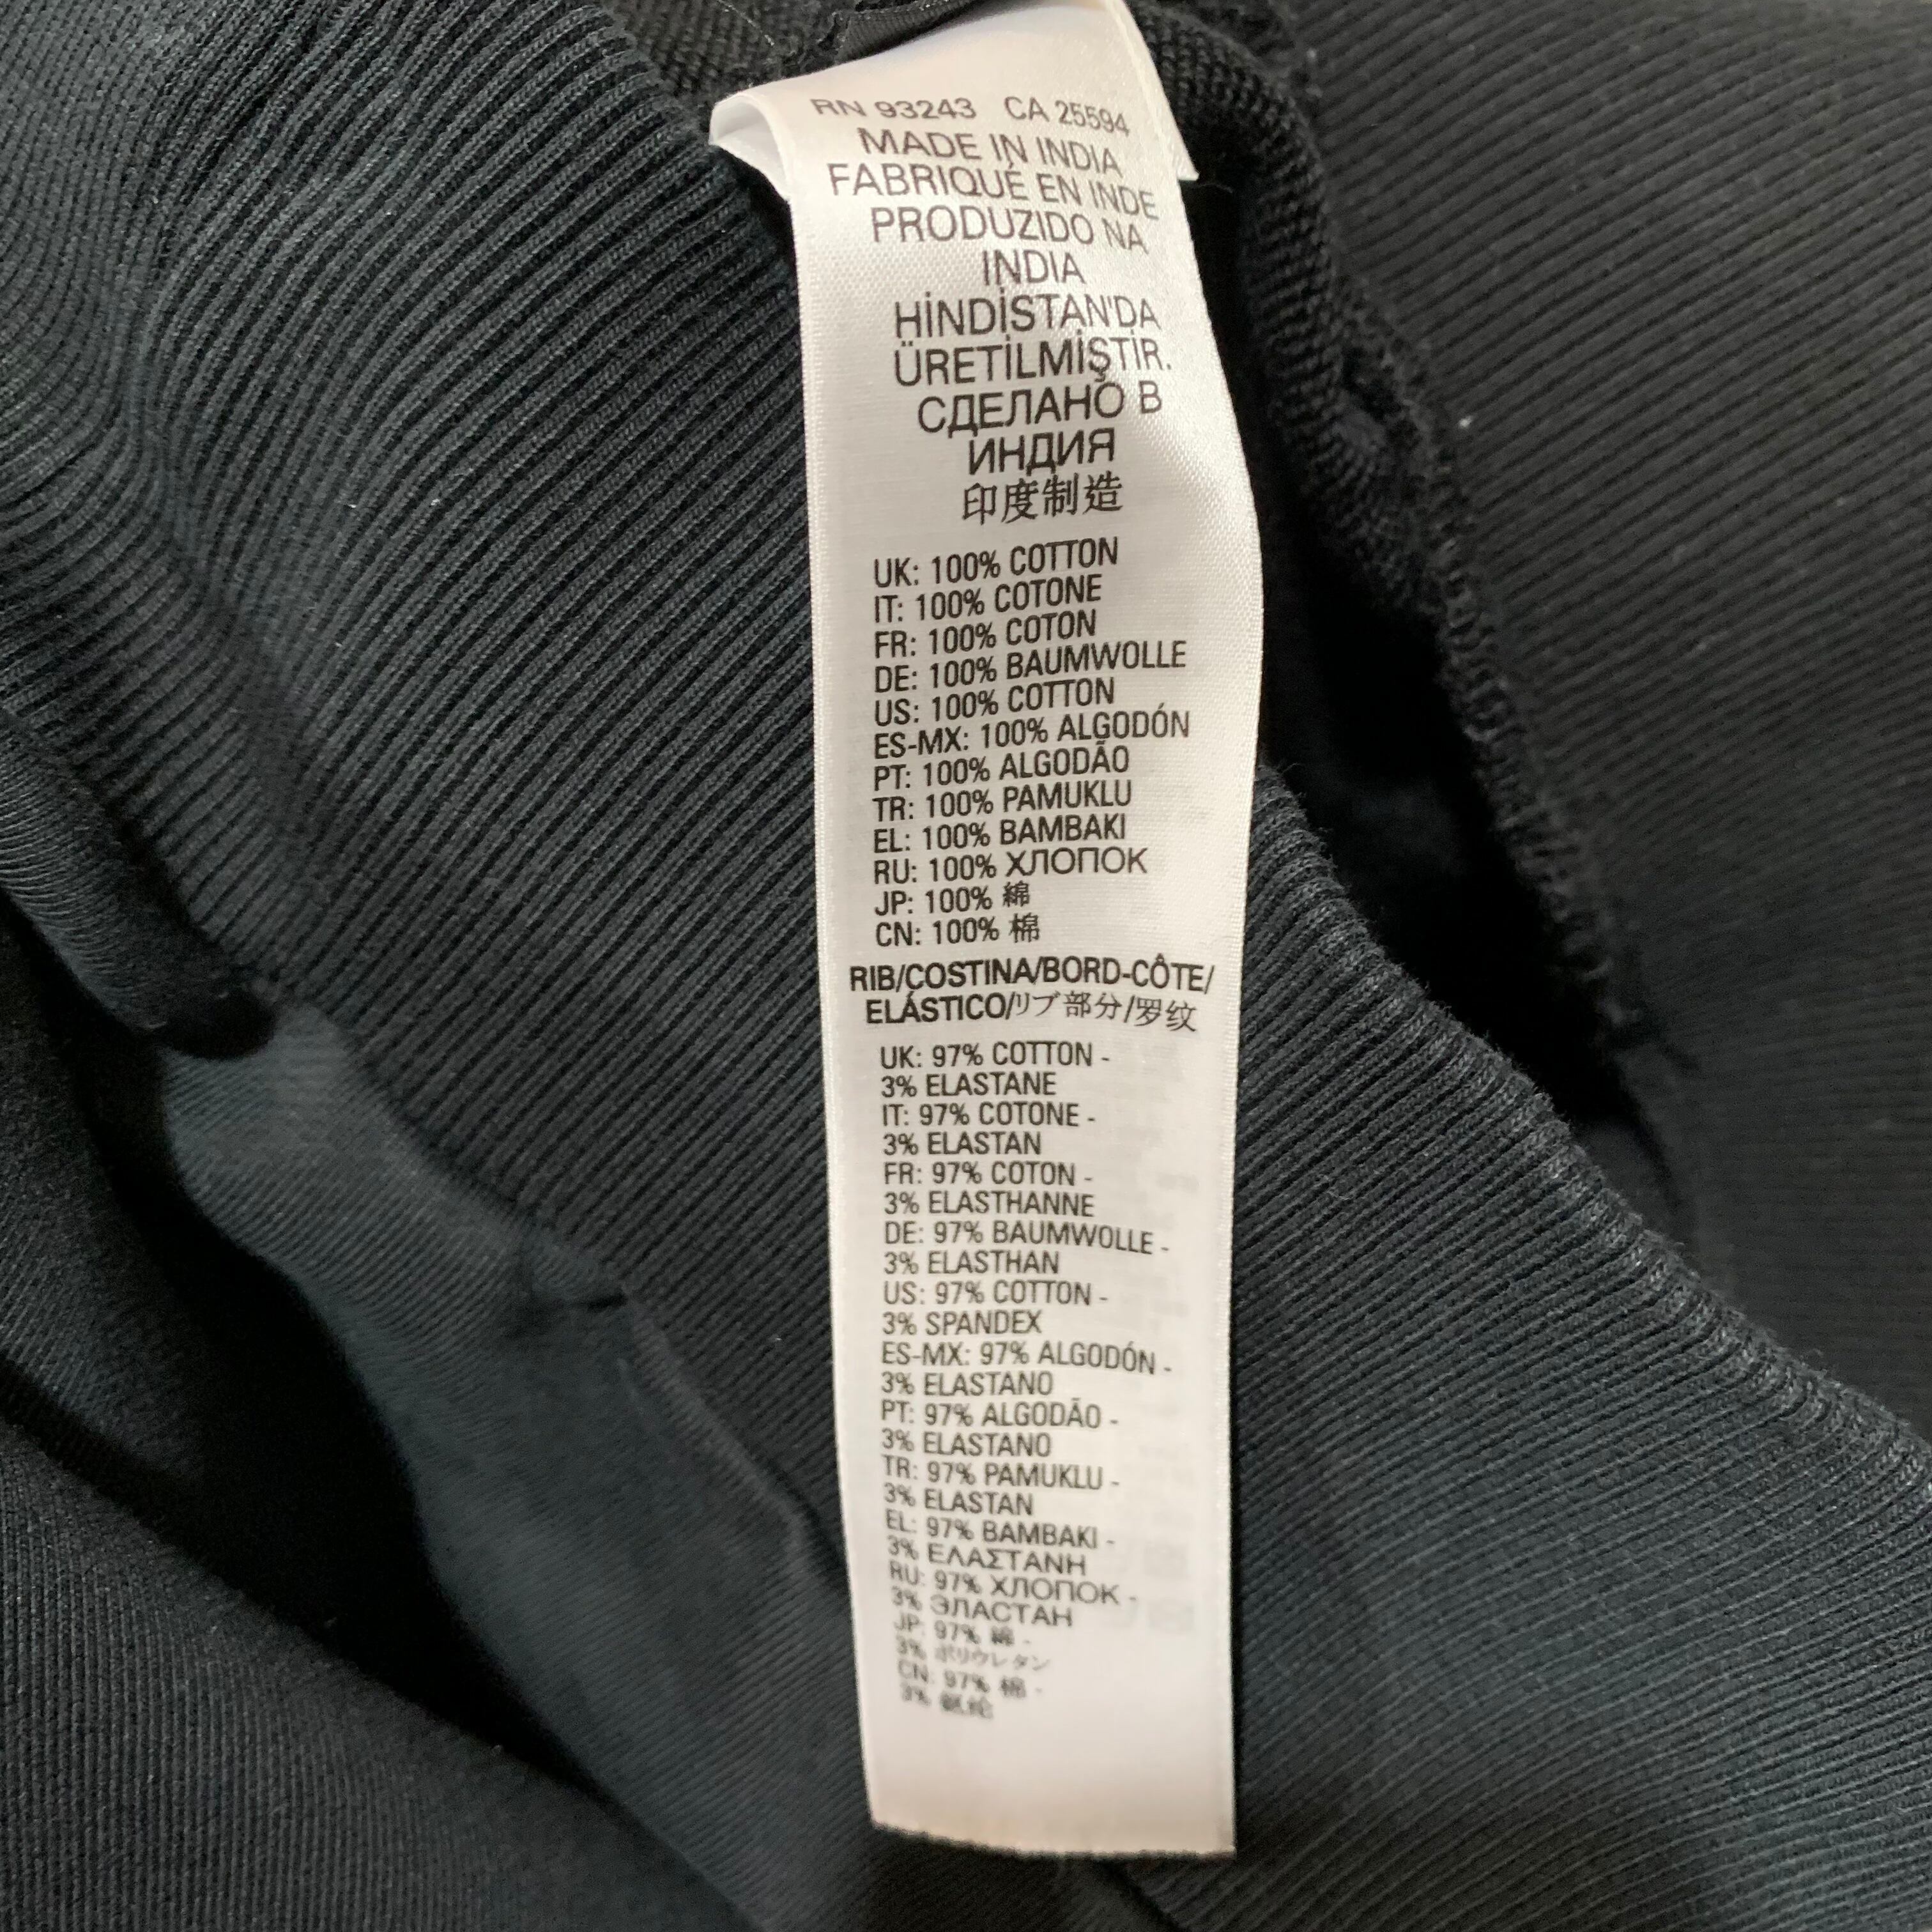 RN 93243 CA 25594
MADE IN INDIA
FABRIQUÉ EN INDE
PRODUZIDO NA
INDIA
HİNDİSTAN'DA
ÜRETİLMİŞTİR.
СДЕЛАНО В
ИНДИЯ
印度制造
UK: 100% COTTON
IT: 100% COTONE
FR: 100% COTON
DE: 100% BAUMWOLLE
US: 100% COTTON
ES-MX: 100% ALGODÓN
PT: 100% ALGODÃO
TR: 100% PAMUKLU
EL: 100% BAMBAKI
RU: 100% ХЛОПОК
JP: 100% 綿
CN: 100% 棉
RIB/COSTINA/BORD-CÔTE/
ELÁSTICO/リブ部分/罗纹
UK: 97% COTTON -
3% ELASTANE
IT: 97% COTONE -
3% ELASTAN
FR: 97% COTON -
3% ELASTHANNE
DE: 97% BAUMWOLLE -
3% ELASTHAN
US: 97% COTTON -
3% SPANDEX
ES-MX: 97% ALGODÓN -
3% ELASTANO
PT: 97% ALGODÃO -
3% ELASTANO
TR: 97% PAMUKLU -
3% ELASTAN
EL: 97% BAMBAKI -
3% ΕΛΑΣΤΑΝΗ
RU: 97% ХЛОПОК -
3% ЭЛАСТАН
JP: 97% 綿 -
3% ポリウレタン
CN: 97% 棉 -
3% 氨纶